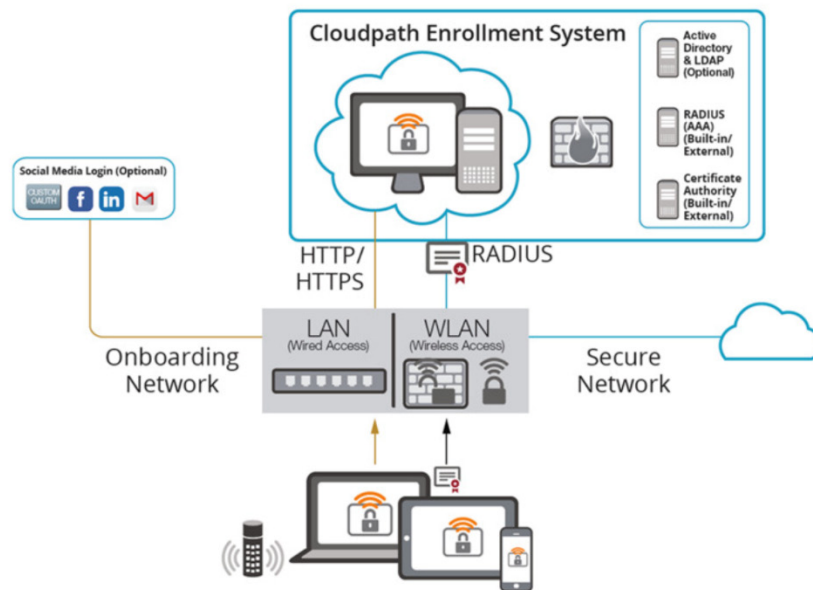 Cloudpath Enrollment System
Active
Directory
& LDAP
(Optional)
RADIUS
(AAA)
(Built-in/
External)
Certificate
Authority
(Built-in/
External)
Social Media Login (Optional)
CUSTOM
OAUTH
f
in
M
HTTP/
HTTPS
RADIUS
LAN
(Wired Access)
WLAN
(Wireless Access)
Onboarding
Network
Secure
Network